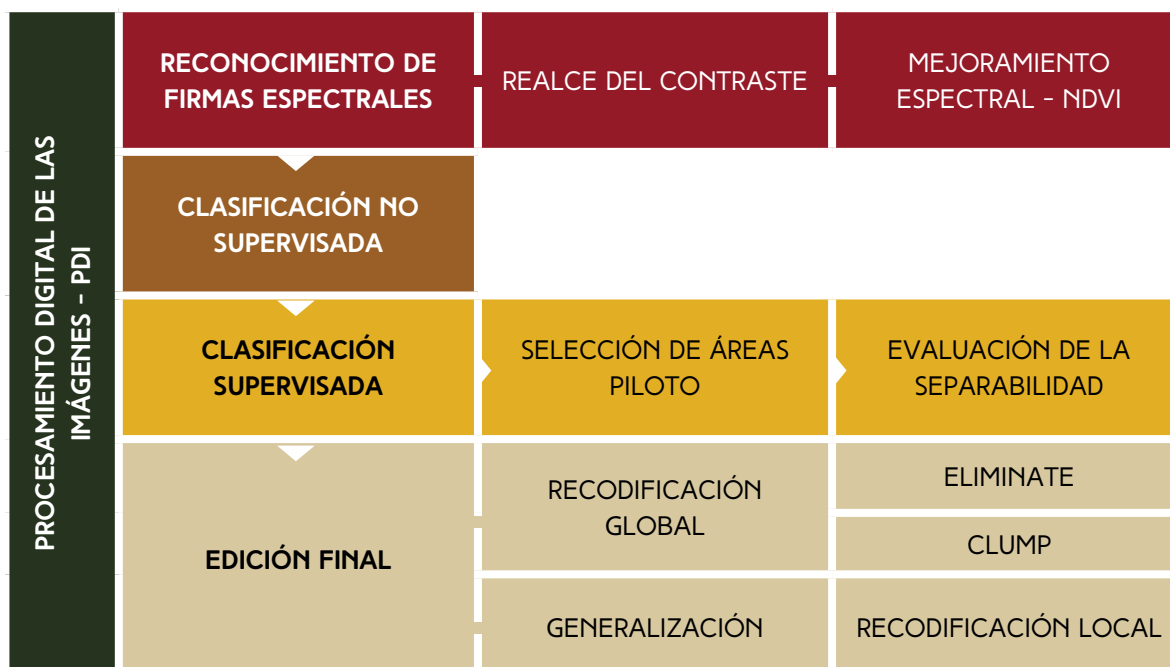 PROCESAMIENTO DIGITAL DE LAS
IMÁGENES - PDI
RECONOCIMIENTO DE
FIRMAS ESPECTRALES
REALCE DEL CONTRASTE
MEJORAMIENTO
ESPECTRAL - NDVI
CLASIFICACIÓN NO
SUPERVISADA
CLASIFICACIÓN
SUPERVISADA
SELECCIÓN DE ÁREAS
PILOTO
EVALUACIÓN DE LA
SEPARABILIDAD
EDICIÓN FINAL
RECODIFICACIÓN
GLOBAL
ELIMINATE
CLUMP
GENERALIZACIÓN
RECODIFICACIÓN LOCAL